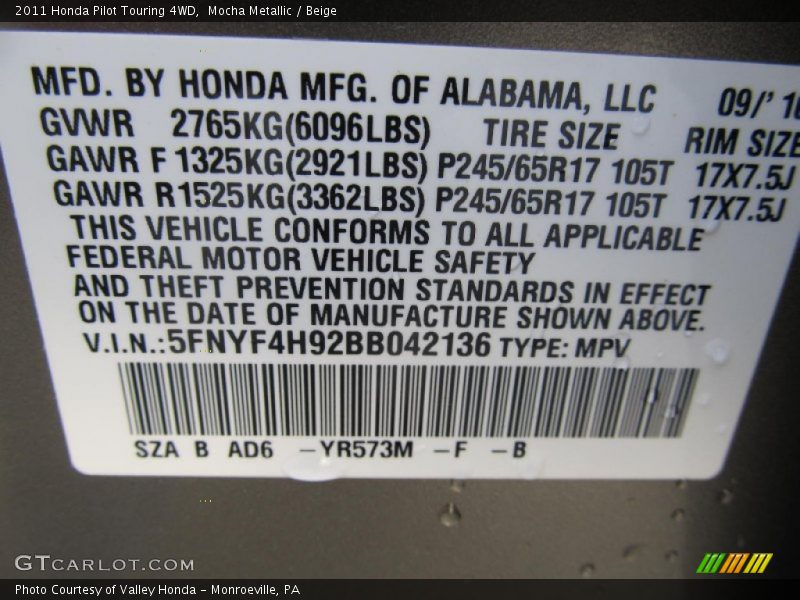 2011 Honda Pilot Touring 4WD, Mocha Metallic / Beige
MFD. BY HONDA MFG. OF ALABAMA, LLC 09/'10
GVWR 2765KG(6096LBS) TIRE SIZE RIM SIZE
GAWR F 1325KG(2921LBS) P245/65R17 105T 17X7.5J
GAWR R1525KG(3362LBS) P245/65R17 105T 17X7.5J
THIS VEHICLE CONFORMS TO ALL APPLICABLE
FEDERAL MOTOR VEHICLE SAFETY
AND THEFT PREVENTION STANDARDS IN EFFECT
ON THE DATE OF MANUFACTURE SHOWN ABOVE.
V.I.N.:5FNYF4H92BB042136 TYPE: MPV
SZA B AD6 -YR573M -F -B
GTCARLOT.COM
Photo Courtesy of Valley Honda - Monroeville, PA